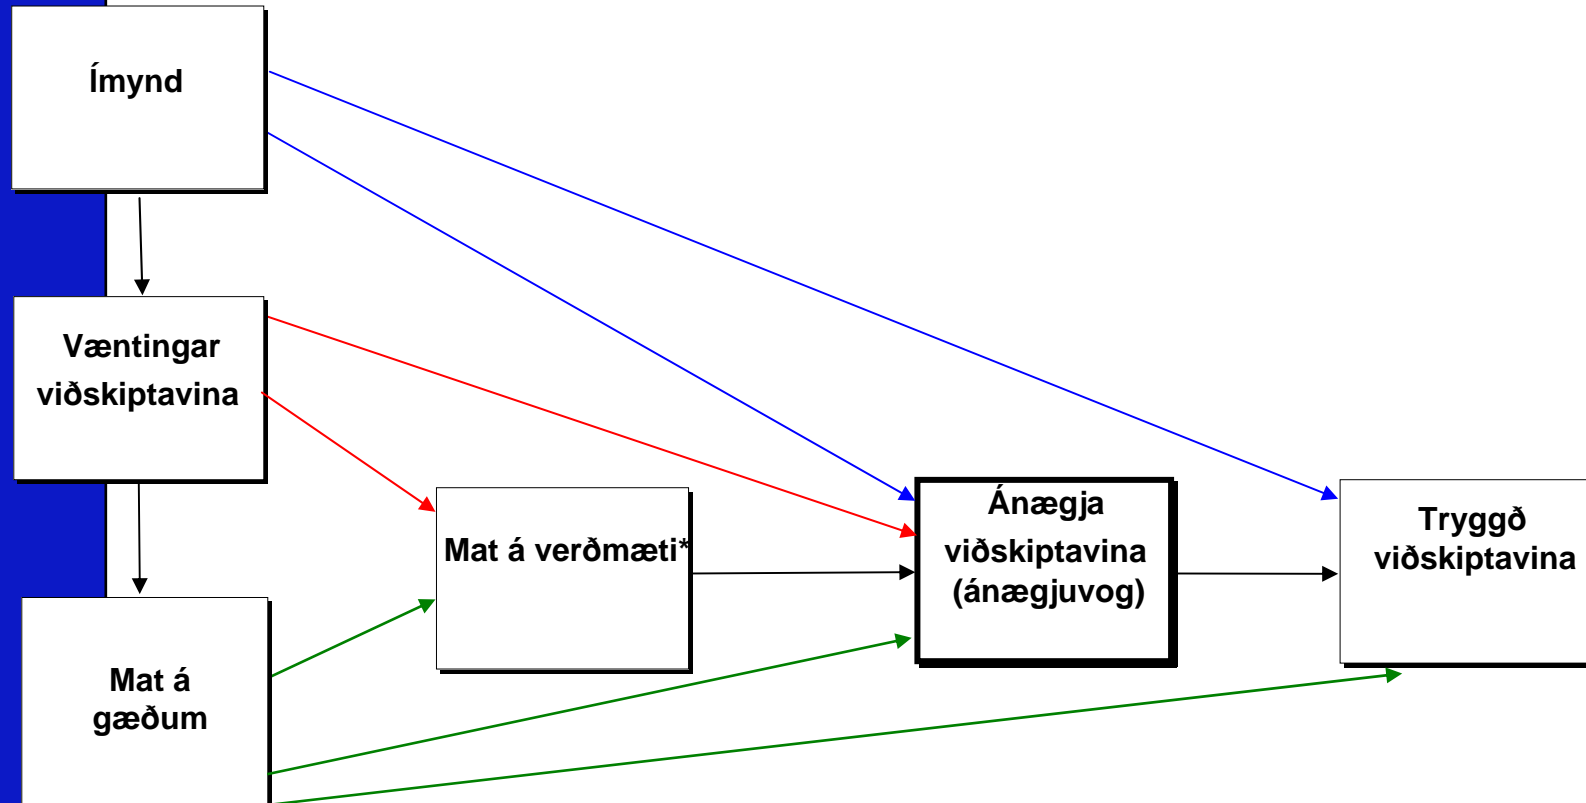 Ímynd
Væntingar
viðskiptavina
Mat á verðmæti*
Ánægja
viðskiptavina
(ánægjuvog)
Tryggð
viðskiptavina
Mat á
gæðum